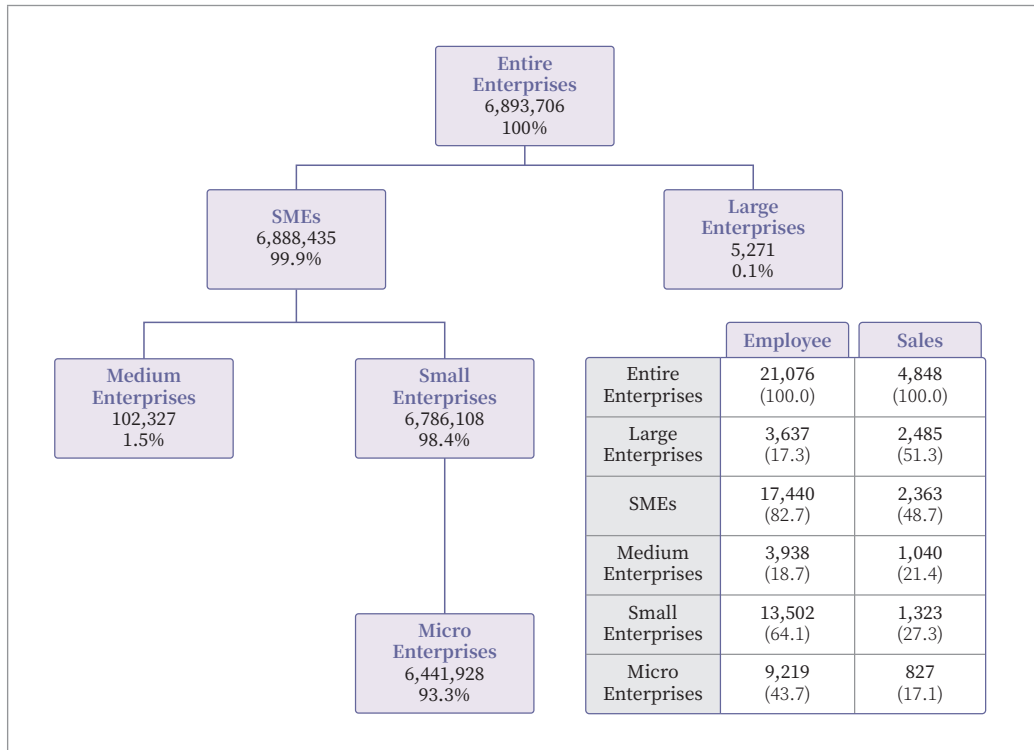 Entire
Enterprises
6,893,706
100%
SMEs
6,888,435
99.9%
Large
Enterprises
5,271
0.1%
Medium
Enterprises
102,327
1.5%
Small
Enterprises
6,786,108
98.4%
Micro
Enterprises
6,441,928
93.3%
Employee Sales
Entire
Enterprises
21,076 4,848
(100.0) (100.0)
Large
Enterprises
3,637 2,485
(17.3) (51.3)
SMEs
17,440 2,363
(82.7) (48.7)
Medium
Enterprises
3,938 1,040
(18.7) (21.4)
Small
Enterprises
13,502 1,323
(64.1) (27.3)
Micro
Enterprises
9,219 827
(43.7) (17.1)